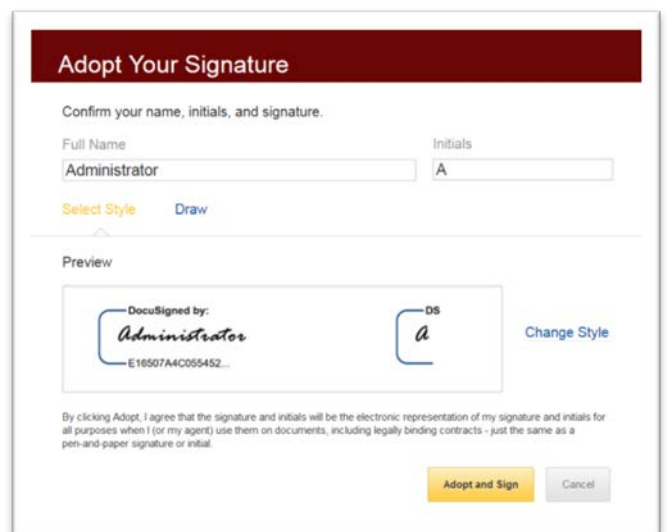 Adopt Your Signature
Confirm your name, initials, and signature.
Full Name Initials
Administrator A
Select Style Draw
Preview
DocuSigned by: DS
Administrator A
E16507A4C055452...
Change Style
By clicking Adopt, I agree that the signature and initials will be the electronic representation of my signature and initials for
all purposes when I (or my agent) use them on documents, including legally binding contracts - just the same as a
pen-and-paper signature or initial.
Adopt and Sign Cancel